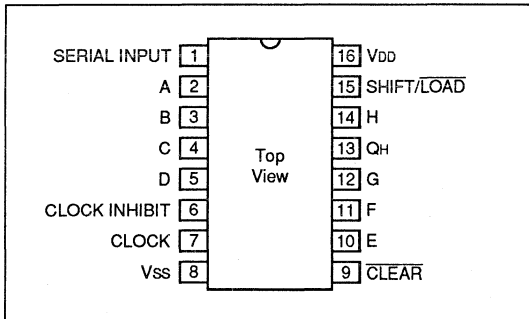 SERIAL INPUT 1
A 2
B 3
C 4
D 5
CLOCK INHIBIT 6
CLOCK 7
Vss 8
Top
View
16 VDD
15 SHIFT/LOAD
14 H
13 QH
12 G
11 F
10 E
9 CLEAR